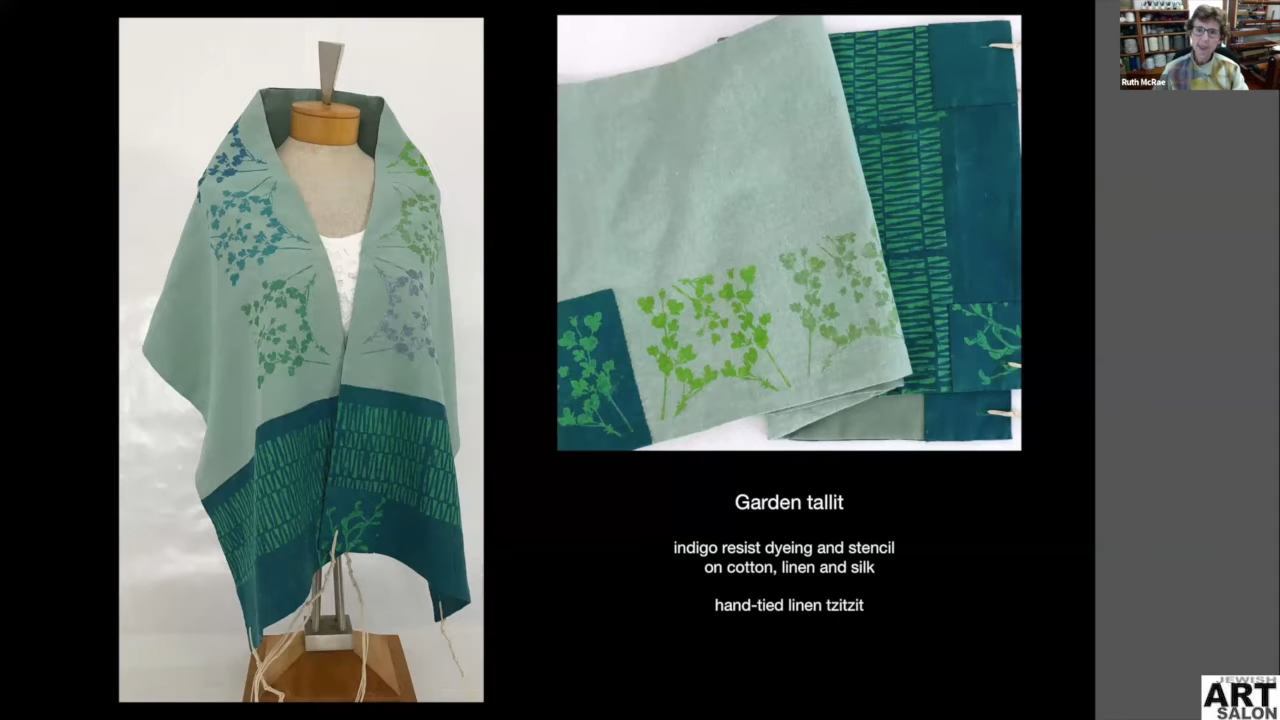 Ruth McRae
Garden tallit
indigo resist dyeing and stencil
on cotton, linen and silk
hand-tied linen tzitzit
JEWISH
ART
SALON